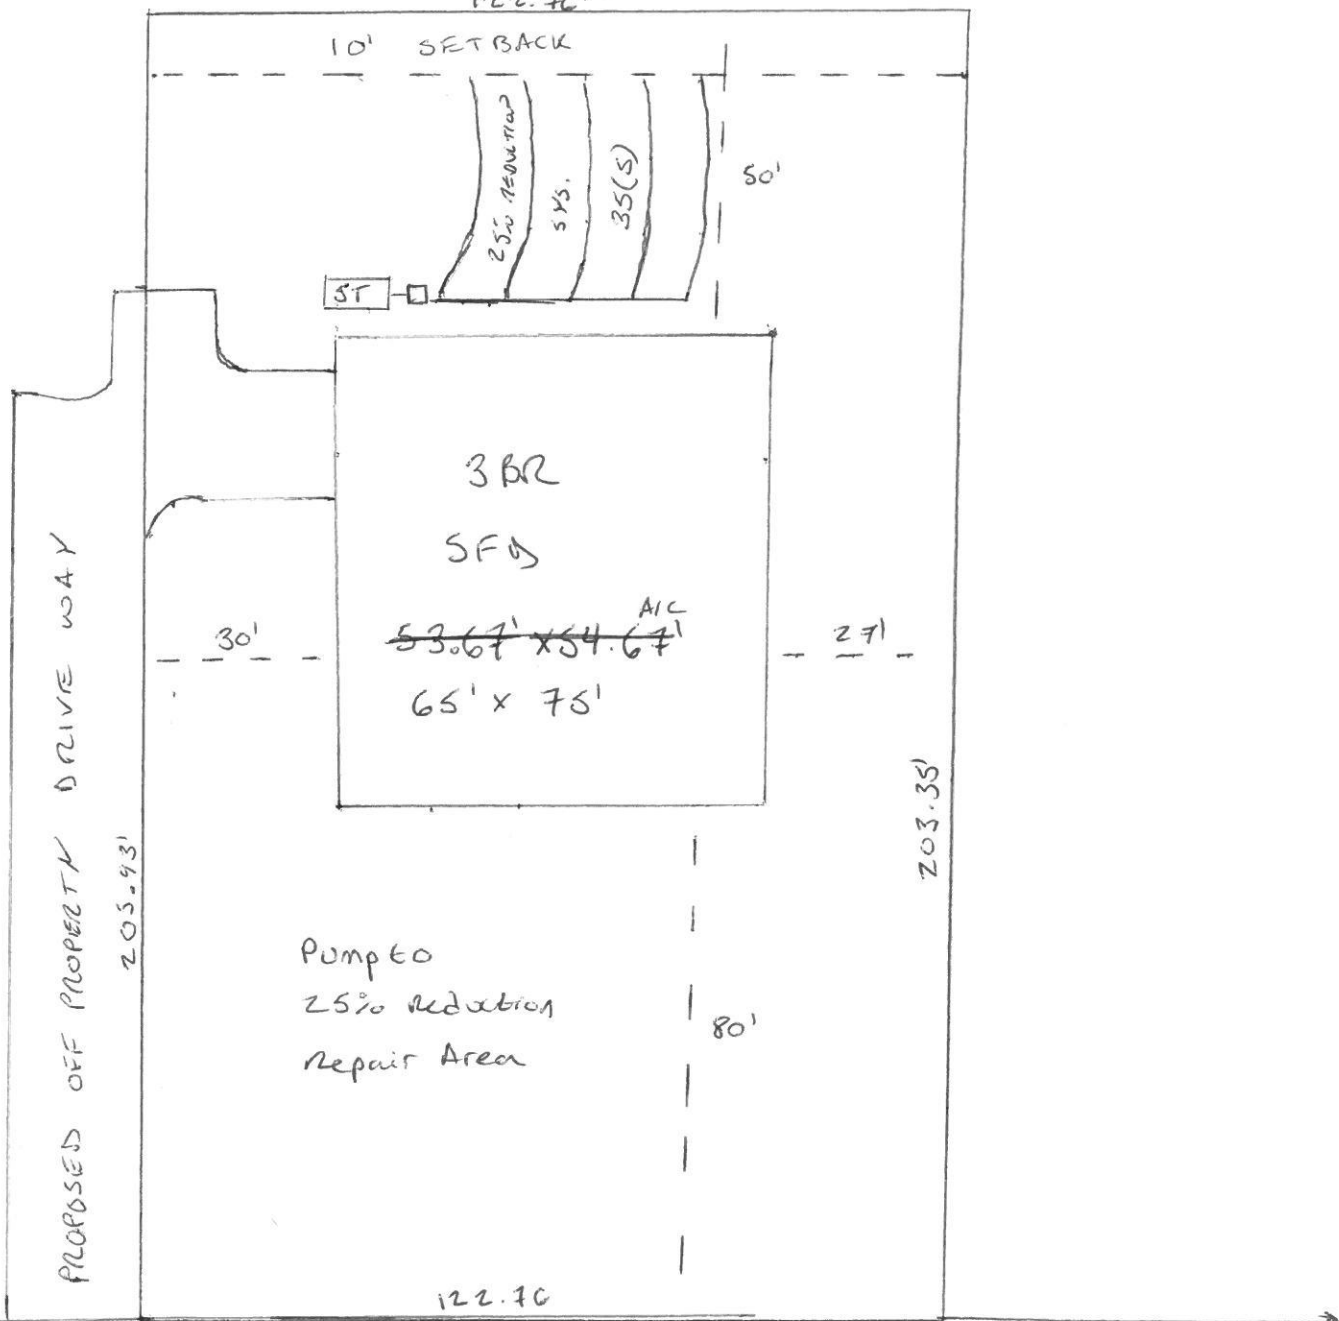 122.76'
10' SETBACK
25% REDUCTION
SYS.
35(S)
50'
ST
3 BR
SFD
A/C
53.67' x 54.67'
65' x 75'
30'
27'
PROPOSED OFF PROPERTY DRIVE WAY
203.93'
203.35'
Pump to
25% Reduction
Repair Area
80'
122.76